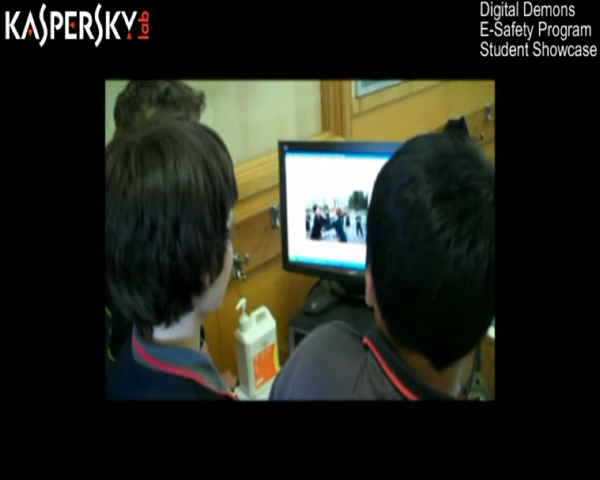 KASPERSKY lab
Digital Demons
E-Safety Program
Student Showcase